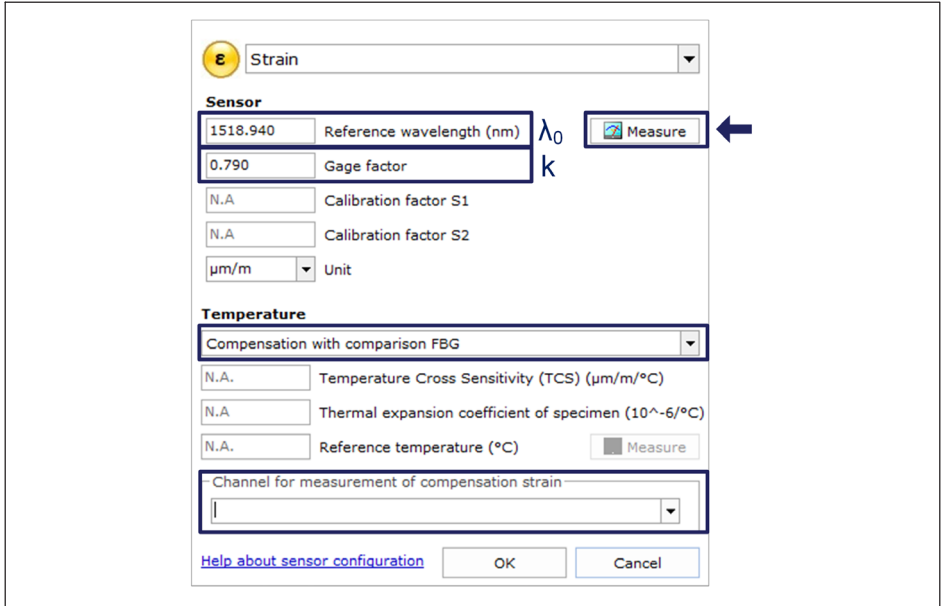 ε Strain
Sensor
1518.940 Reference wavelength (nm) λ0 Measure
0.790 Gage factor k
N.A Calibration factor S1
N.A Calibration factor S2
µm/m Unit
Temperature
Compensation with comparison FBG
N.A. Temperature Cross Sensitivity (TCS) (µm/m/°C)
N.A Thermal expansion coefficient of specimen (10^-6/°C)
N.A. Reference temperature (°C) Measure
Channel for measurement of compensation strain
Help about sensor configuration OK Cancel